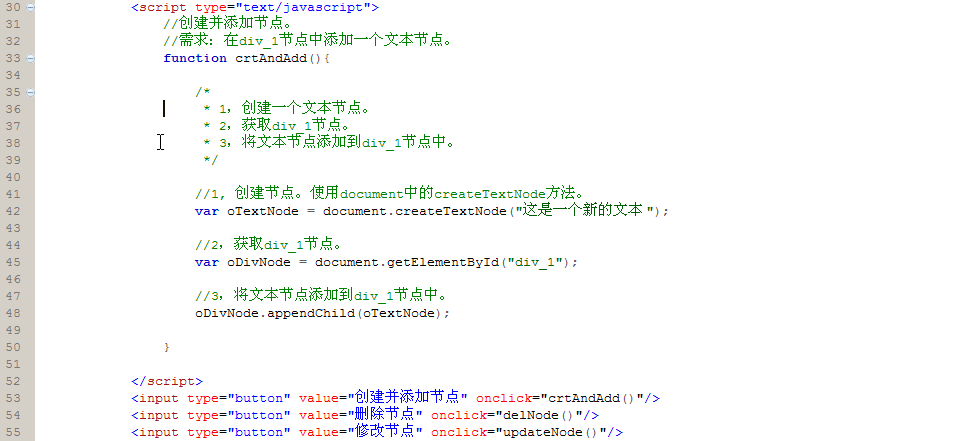 30 <script type="text/javascript">
31 //创建并添加节点。
32 //需求：在div_1节点中添加一个文本节点。
33 function crtAndAdd(){
34
35 /*
36 * 1，创建一个文本节点。
37 * 2，获取div_1节点。
38 * 3，将文本节点添加到div_1节点中。
39 */
40
41 //1, 创建节点。使用document中的createTextNode方法。
42 var oTextNode = document.createTextNode("这是一个新的文本 ");
43
44 //2，获取div_1节点。
45 var oDivNode = document.getElementById("div_1");
46
47 //3，将文本节点添加到div_1节点中。
48 oDivNode.appendChild(oTextNode);
49
50 }
51
52 </script>
53 <input type="button" value="创建并添加节点" onclick="crtAndAdd()"/>
54 <input type="button" value="删除节点" onclick="delNode()"/>
55 <input type="button" value="修改节点" onclick="updateNode()"/>